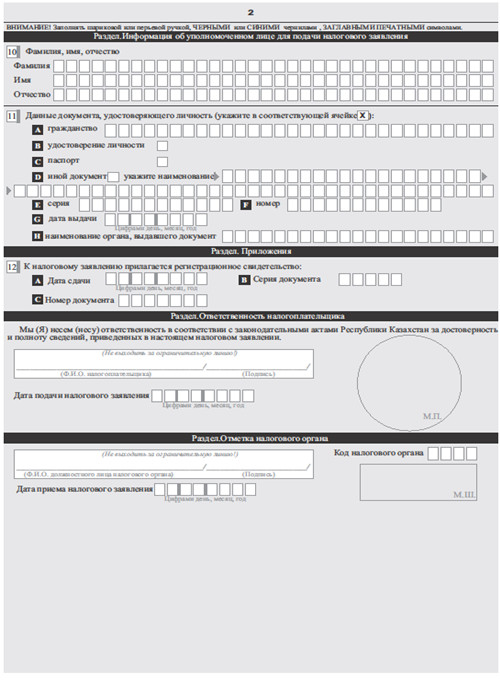 2
ВНИМАНИЕ! Заполнять шариковой или перьевой ручкой, ЧЕРНЫМИ или СИНИМИ чернилами , ЗАГЛАВНЫМИ ПЕЧАТНЫМИ символами.
Раздел.Информация об уполномоченном лице для подачи налогового заявления
10 Фамилия, имя, отчество
Фамилия
Имя
Отчество
11 Данные документа, удостоверяющего личность (укажите в соответствующей ячейке X ):
A гражданство
B удостоверение личности
C паспорт
D иной документ укажите наименование
E серия F номер
G дата выдачи
Цифрами день, месяц, год
H наименование органа, выдавшего документ
Раздел. Приложения
12 К налоговому заявлению прилагается регистрационное свидетельство:
A Дата сдачи B Серия документа
Цифрами день, месяц, год
C Номер документа
Раздел.Ответственность налогоплательщика
Мы (Я) несем (несу) ответственность в соответствии с законодательными актами Республики Казахстан за достоверность
и полноту сведений, приведенных в настоящем налоговом заявлении.
(Не выходить за ограничительную линию!)
/ /
(Ф.И.О. налогоплательщика) (Подпись)
Дата подачи налогового заявления
Цифрами день, месяц, год
М.П.
Раздел.Отметка налогового органа
(Не выходить за ограничительную линию!)
/ /
(Ф.И.О. должностного лица налогового органа) (Подпись)
Код налогового органа
Дата приема налогового заявления
Цифрами день, месяц, год
М.Ш.